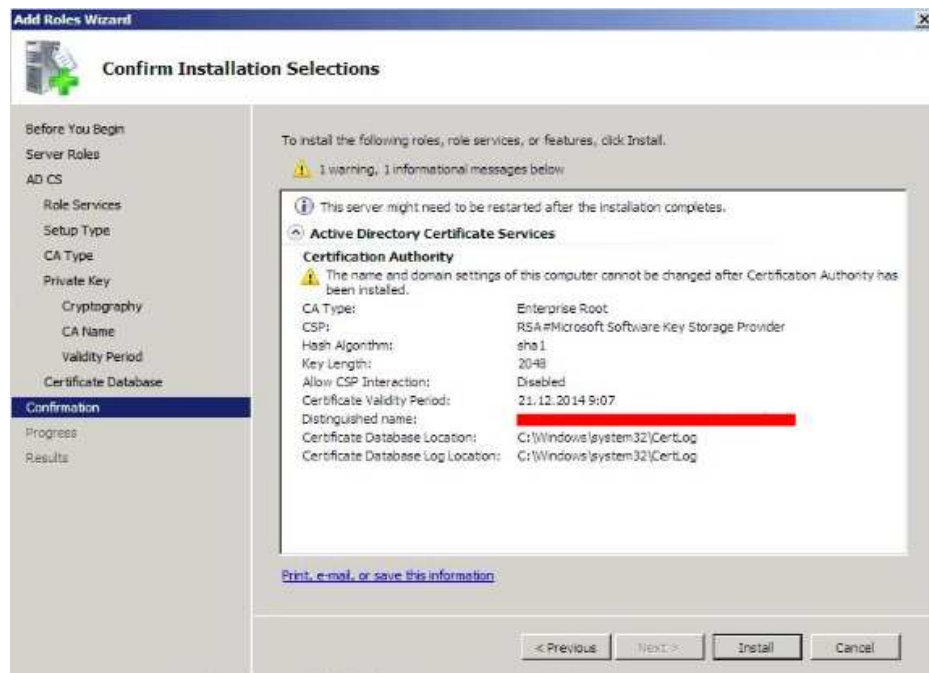 Add Roles Wizard
Confirm Installation Selections
Before You Begin
Server Roles
AD CS
Role Services
Setup Type
CA Type
Private Key
Cryptography
CA Name
Validity Period
Certificate Database
Confirmation
Progress
Results
To install the following roles, role services, or features, click Install.
1 warning, 1 informational messages below
This server might need to be restarted after the installation completes.
Active Directory Certificate Services
Certification Authority
The name and domain settings of this computer cannot be changed after Certification Authority has
been installed.
CA Type: Enterprise Root
CSP: RSA#Microsoft Software Key Storage Provider
Hash Algorithm: sha1
Key Length: 2048
Allow CSP Interaction: Disabled
Certificate Validity Period: 21.12.2014 9:07
Distinguished name:
Certificate Database Location: C:\Windows\system32\CertLog
Certificate Database Log Location: C:\Windows\system32\CertLog
Print, e-mail, or save this information
< Previous Next > Install Cancel